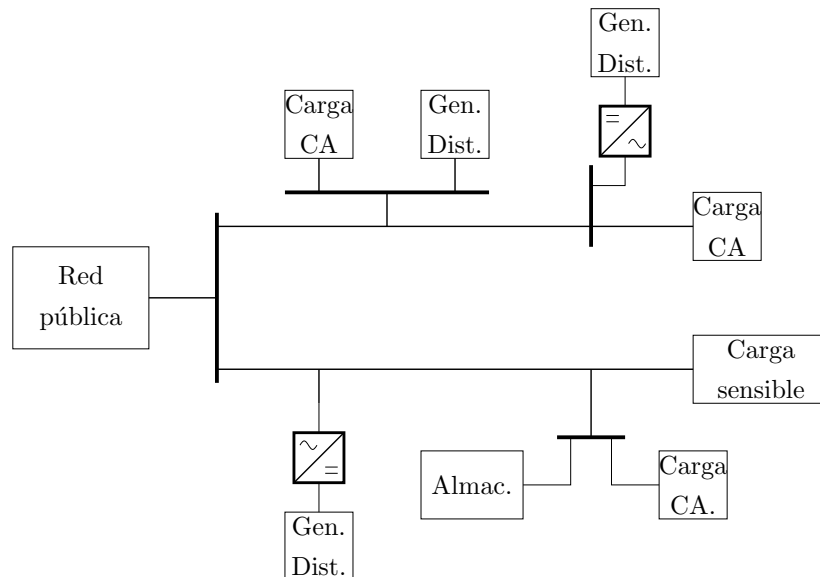 Gen.
Dist.
Carga
CA
Gen.
Dist.
Carga
CA
Red
pública
Carga
sensible
Almac.
Carga
CA.
Gen.
Dist.